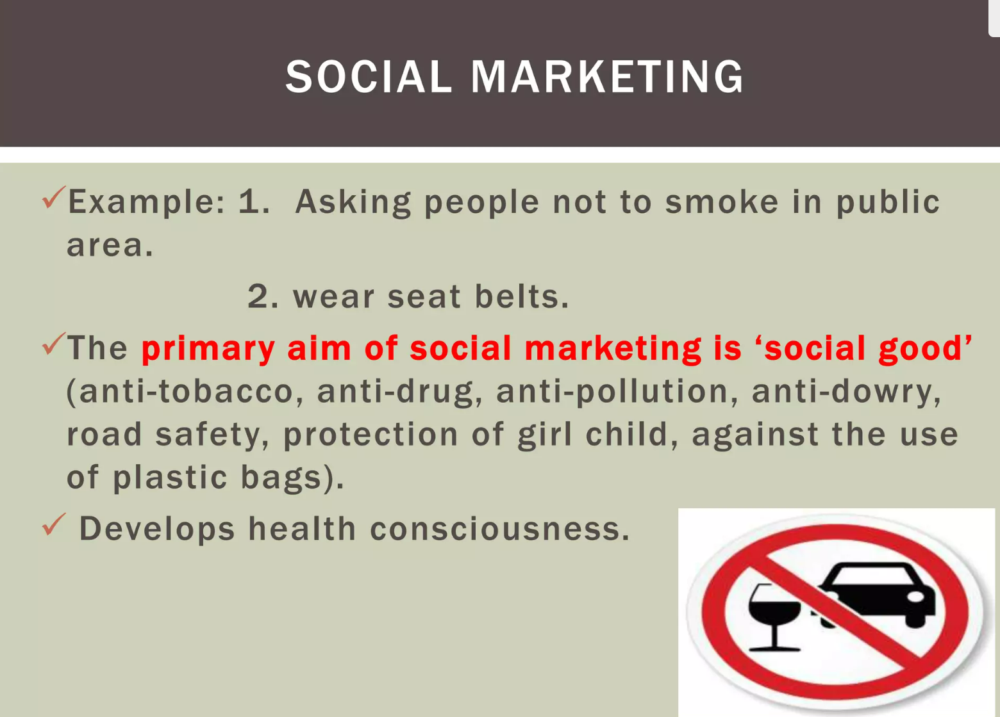 SOCIAL MARKETING
✓Example: 1. Asking people not to smoke in public
area.
2. wear seat belts.
✓The primary aim of social marketing is ‘social good’
(anti-tobacco, anti-drug, anti-pollution, anti-dowry,
road safety, protection of girl child, against the use
of plastic bags).
✓ Develops health consciousness.